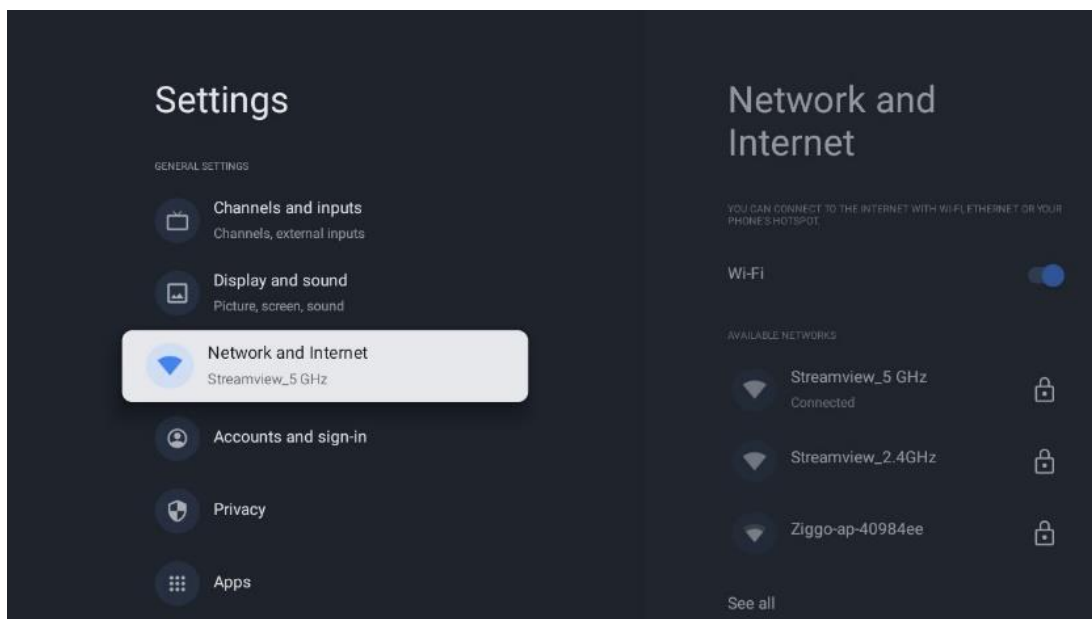 Settings
GENERAL SETTINGS
Channels and inputs
Channels, external inputs
Display and sound
Picture, screen, sound
Network and Internet
Streamview_5 GHz
Accounts and sign-in
Privacy
Apps
Network and
Internet
YOU CAN CONNECT TO THE INTERNET WITH WI-FI, ETHERNET OR YOUR
PHONE'S HOTSPOT.
Wi-Fi
AVAILABLE NETWORKS
Streamview_5 GHz
Connected
Streamview_2.4GHz
Ziggo-ap-40984ee
See all